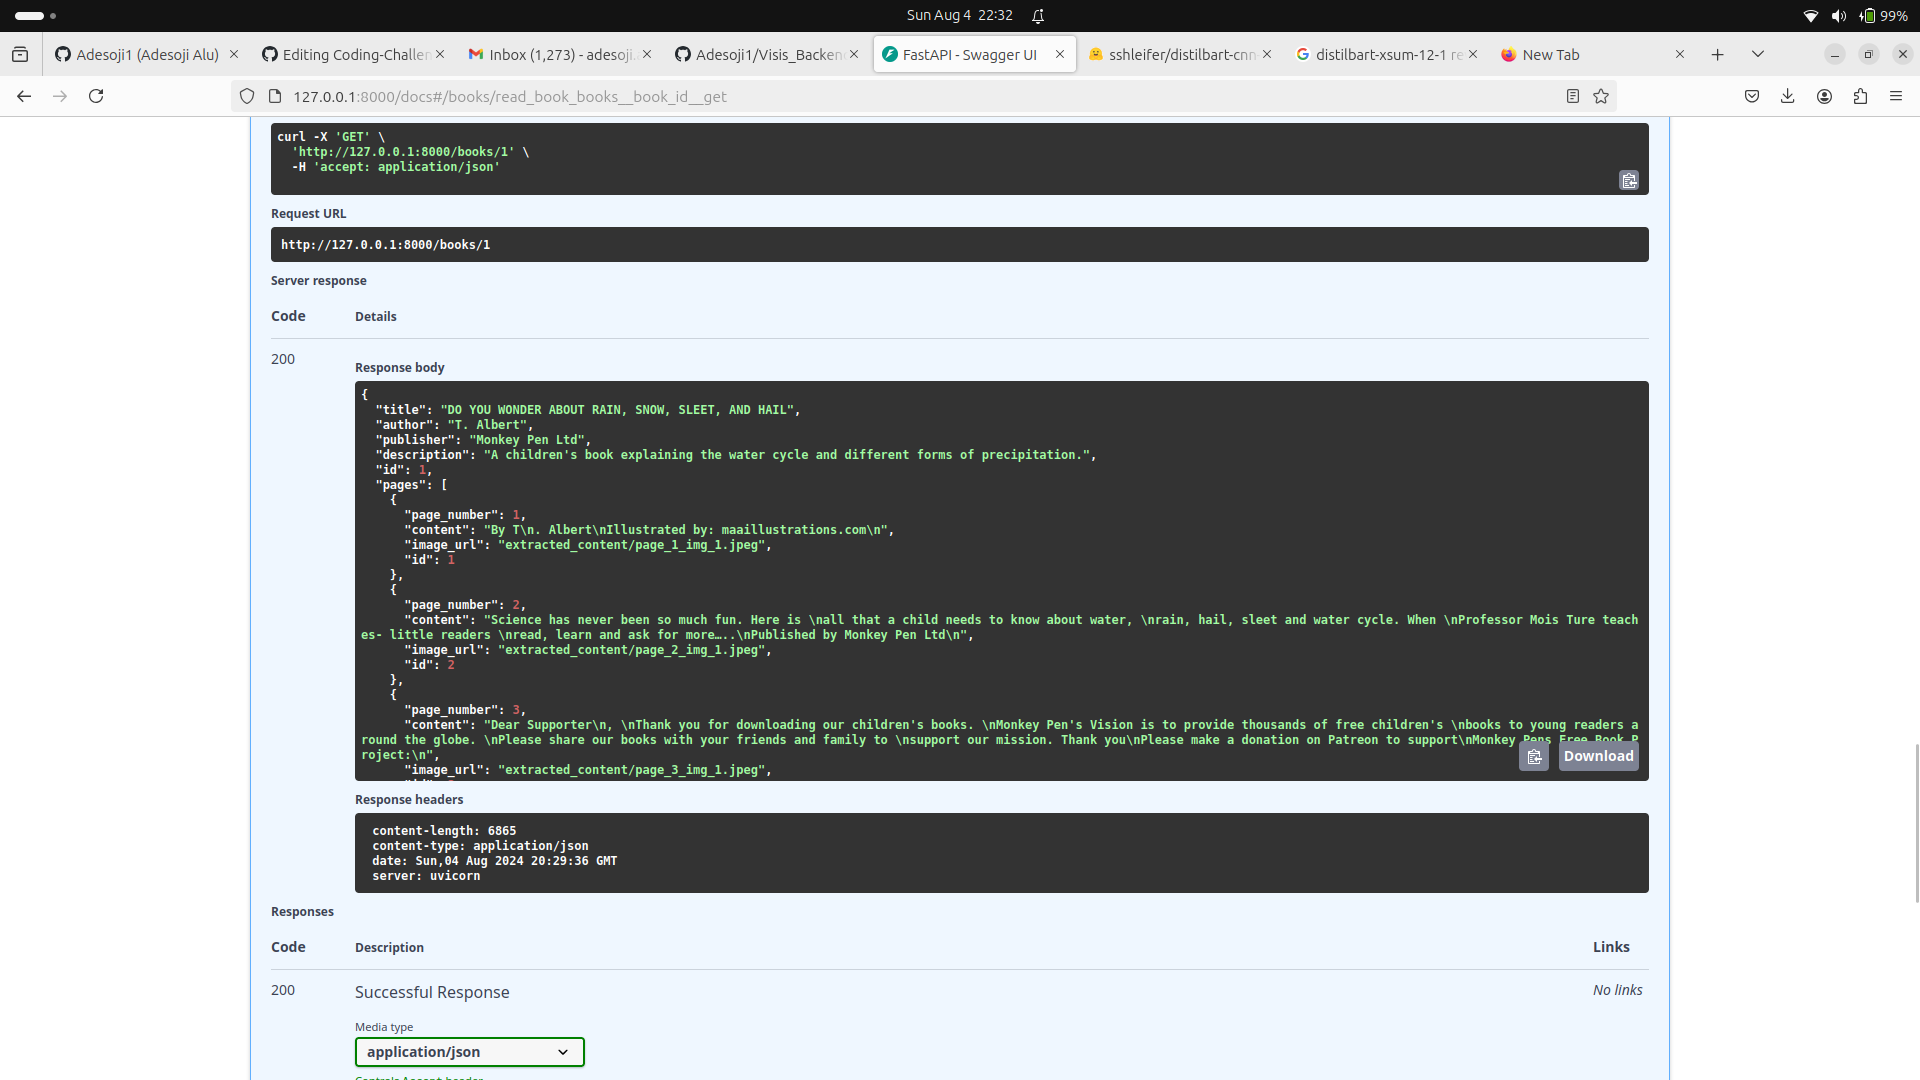 Sun Aug 4 22:32
99%
Adesoji1 (Adesoji Alu)
Editing Coding-Challen
Inbox (1,273) - adesoji.
Adesoji1/Visis_Backen
FastAPI - Swagger UI
sshleifer/distilbart-cnn-
distilbart-xsum-12-1 re
New Tab
127.0.0.1:8000/docs#/books/read_book_books__book_id__get
curl -X 'GET' \
'http://127.0.0.1:8000/books/1' \
-H 'accept: application/json'
Request URL
http://127.0.0.1:8000/books/1
Server response
Code Details
200
Response body
{
"title": "DO YOU WONDER ABOUT RAIN, SNOW, SLEET, AND HAIL",
"author": "T. Albert",
"publisher": "Monkey Pen Ltd",
"description": "A children's book explaining the water cycle and different forms of precipitation.",
"id": 1,
"pages": [
{
"page_number": 1,
"content": "By T\n. Albert\nIllustrated by: maaillustrations.com\n",
"image_url": "extracted_content/page_1_img_1.jpeg",
"id": 1
},
{
"page_number": 2,
"content": "Science has never been so much fun. Here is \nall that a child needs to know about water, \nrain, hail, sleet and water cycle. When \nProfessor Mois Ture teach
es- little readers \nread, learn and ask for more…..\nPublished by Monkey Pen Ltd\n",
"image_url": "extracted_content/page_2_img_1.jpeg",
"id": 2
},
{
"page_number": 3,
"content": "Dear Supporter\n, \nThank you for downloading our children's books. \nMonkey Pen's Vision is to provide thousands of free children's \nbooks to young readers a
round the globe. \nPlease share our books with your friends and family to \nsupport our mission. Thank you\nPlease make a donation on Patreon to support\nMonkey Pens Free Book P
roject:\n",
"image_url": "extracted_content/page_3_img_1.jpeg",
Download
Response headers
content-length: 6865
content-type: application/json
date: Sun,04 Aug 2024 20:29:36 GMT
server: uvicorn
Responses
Code Description Links
200 Successful Response No links
Media type
application/json